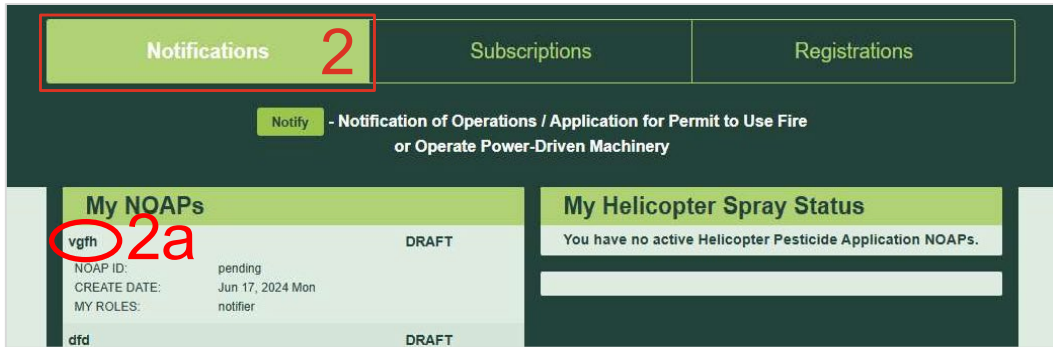 Notifications 2 Subscriptions Registrations
Notify - Notification of Operations / Application for Permit to Use Fire
or Operate Power-Driven Machinery
My NOAPs
vgfh 2a DRAFT
NOAP ID: pending
CREATE DATE: Jun 17, 2024 Mon
MY ROLES: notifier
dfd DRAFT
My Helicopter Spray Status
You have no active Helicopter Pesticide Application NOAPs.